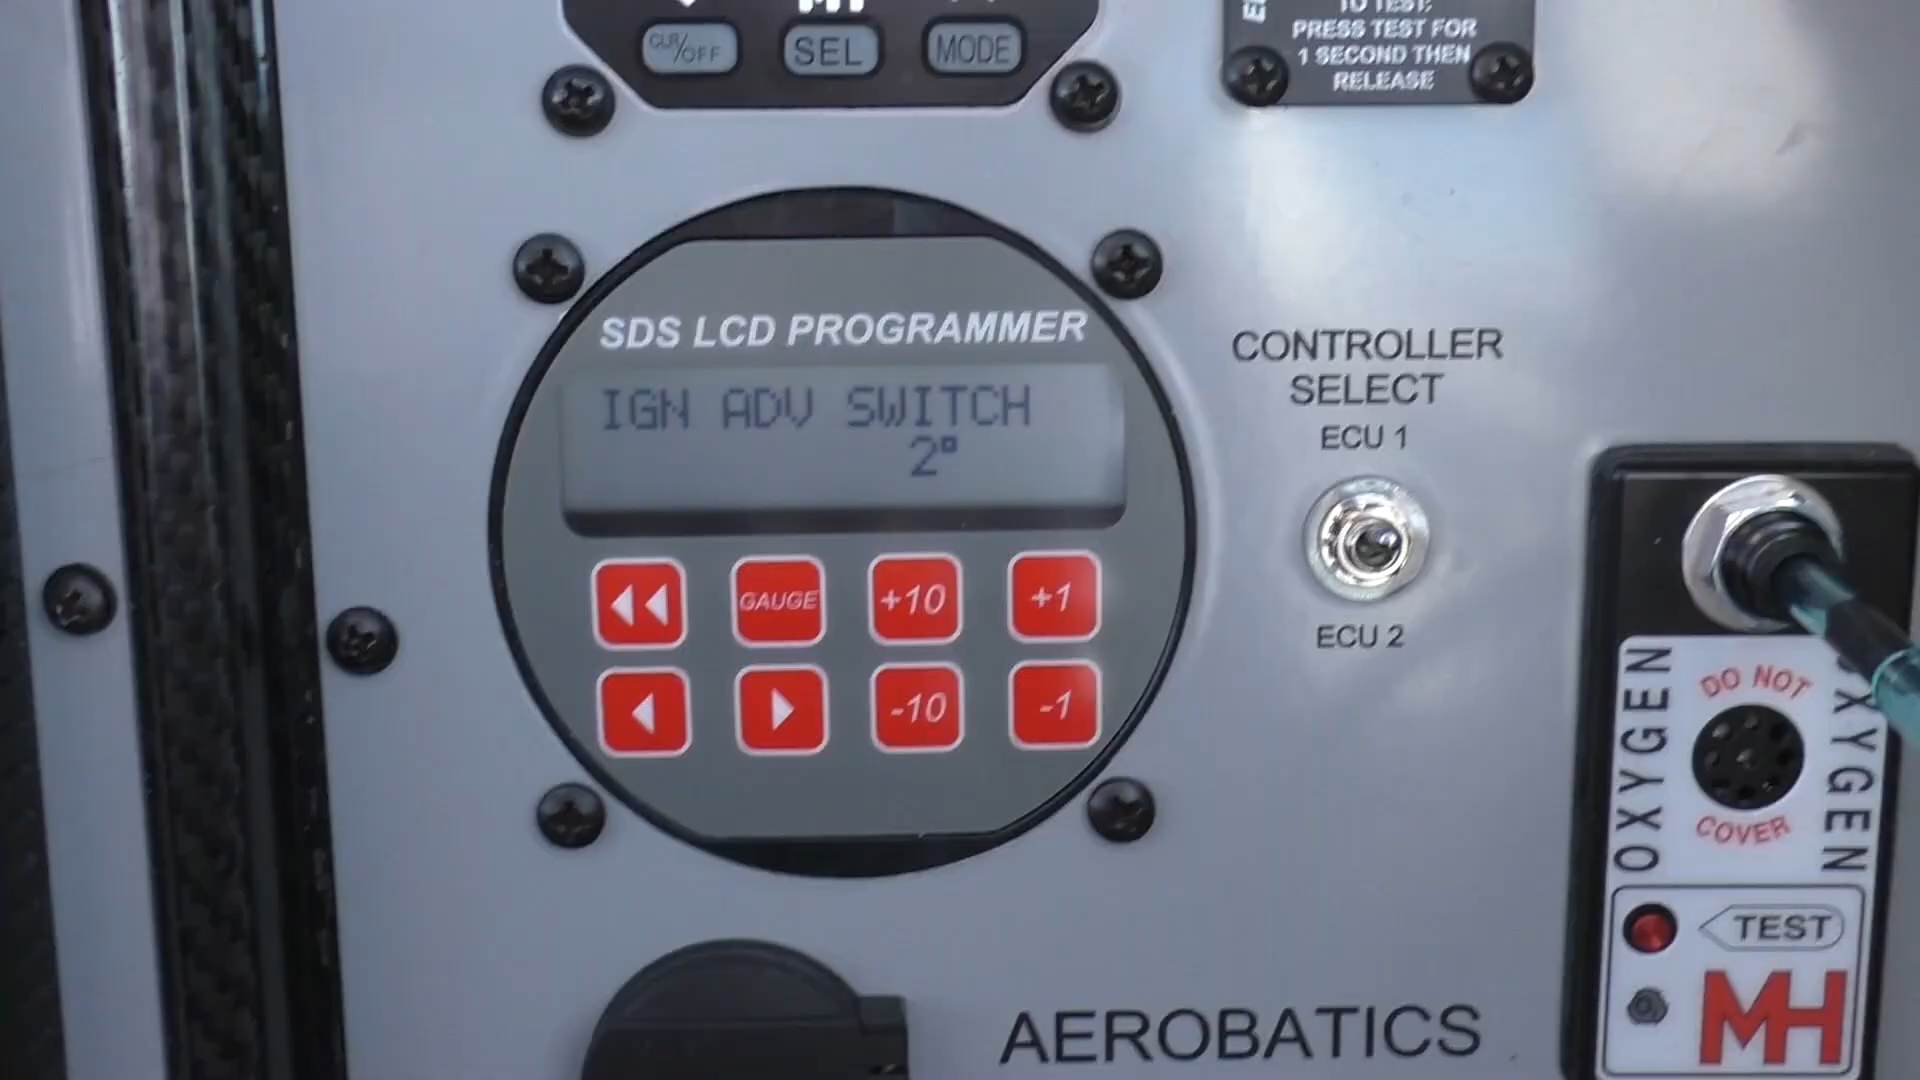 CLR/OFF
SEL
MODE
TO TEST:
PRESS TEST FOR
1 SECOND THEN
RELEASE
SDS LCD PROGRAMMER
IGN ADV SWITCH
2°
GAUGE
+10
+1
-10
-1
CONTROLLER
SELECT
ECU 1
ECU 2
OXYGEN
DO NOT
COVER
OXYGEN
TEST
MH
AEROBATICS